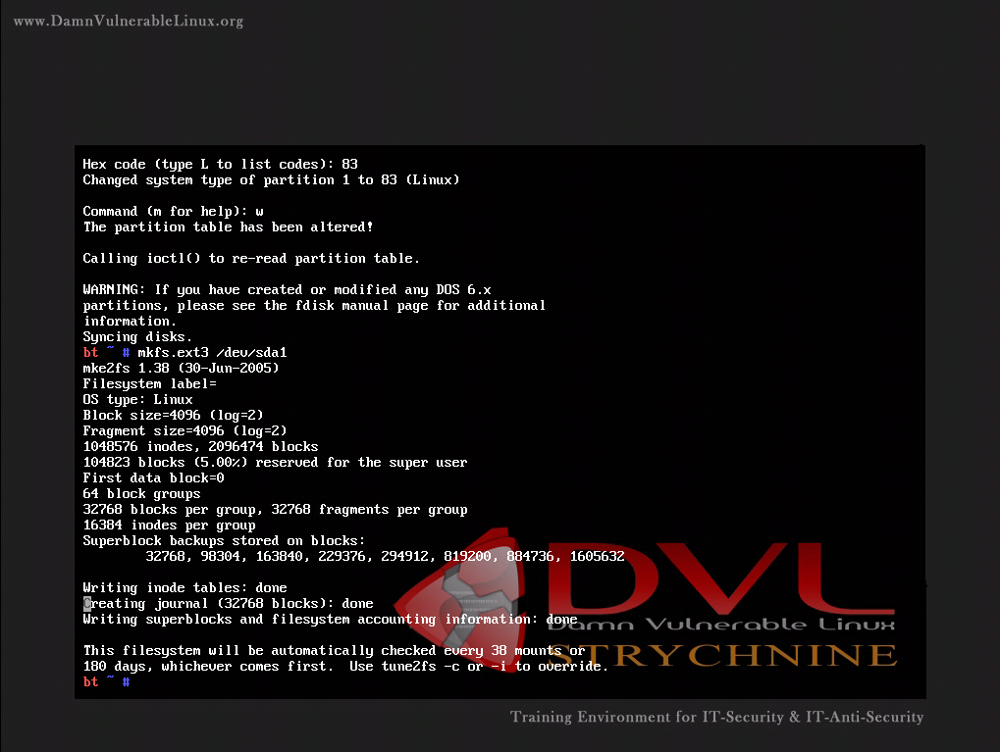 www.DamnVulnerableLinux.org
Hex code (type L to list codes): 83
Changed system type of partition 1 to 83 (Linux)
Command (m for help): w
The partition table has been altered!
Calling ioctl() to re-read partition table.
WARNING: If you have created or modified any DOS 6.x
partitions, please see the fdisk manual page for additional
information.
Syncing disks.
bt ~ # mkfs.ext3 /dev/sda1
mke2fs 1.38 (30-Jun-2005)
Filesystem label=
OS type: Linux
Block size=4096 (log=2)
Fragment size=4096 (log=2)
1048576 inodes, 2096474 blocks
104823 blocks (5.00%) reserved for the super user
First data block=0
64 block groups
32768 blocks per group, 32768 fragments per group
16384 inodes per group
Superblock backups stored on blocks:
32768, 98304, 163840, 229376, 294912, 819200, 884736, 1605632
Writing inode tables: done
Creating journal (32768 blocks): done
Writing superblocks and filesystem accounting information: done
This filesystem will be automatically checked every 38 mounts or
180 days, whichever comes first.  Use tune2fs -c or -i to override.
bt ~ #
DVL
Damn Vulnerable Linux
STRYCHNINE
Training Environment for IT-Security & IT-Anti-Security